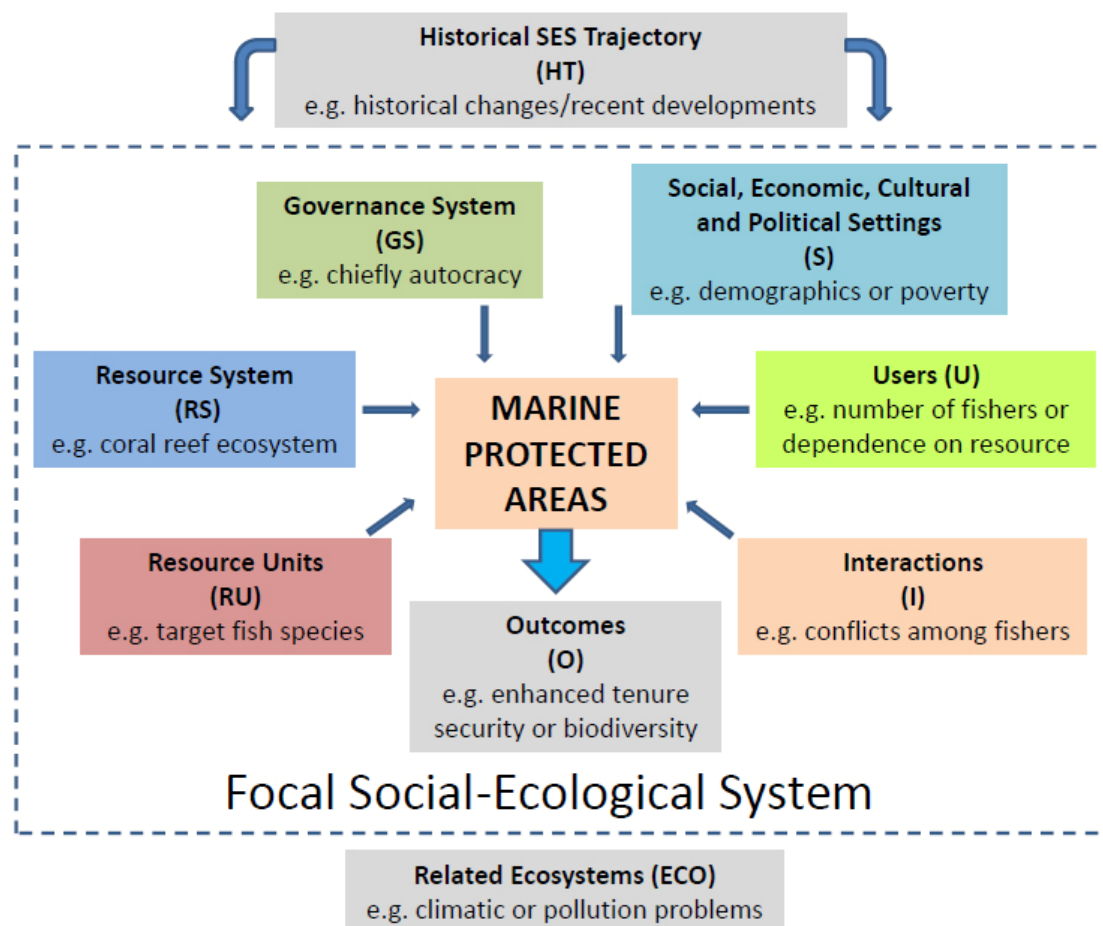 Historical SES Trajectory
(HT)
e.g. historical changes/recent developments
Governance System
(GS)
e.g. chiefly autocracy
Social, Economic, Cultural
and Political Settings
(S)
e.g. demographics or poverty
Resource System
(RS)
e.g. coral reef ecosystem
MARINE
PROTECTED
AREAS
Users (U)
e.g. number of fishers or
dependence on resource
Resource Units
(RU)
e.g. target fish species
Outcomes
(O)
e.g. enhanced tenure
security or biodiversity
Interactions
(I)
e.g. conflicts among fishers
Focal Social-Ecological System
Related Ecosystems (ECO)
e.g. climatic or pollution problems